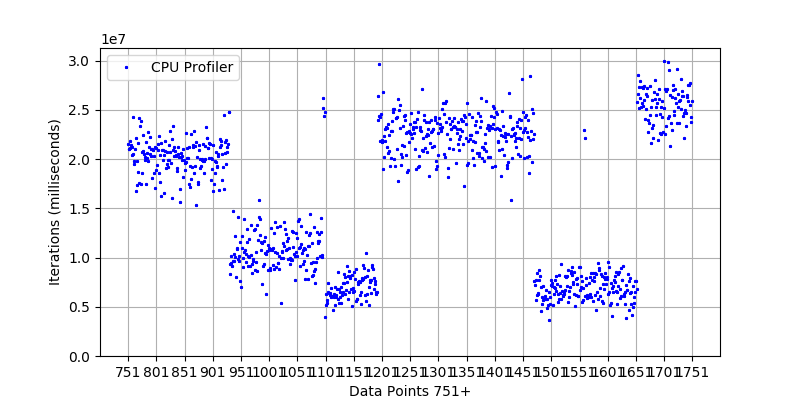 1e7
CPU Profiler
3.0
2.5
2.0
1.5
1.0
0.5
0.0
Iterations (milliseconds)
751 801 851 901 951 1001 1051 1101 1151 1201 1251 1301 1351 1401 1451 1501 1551 1601 1651 1701 1751
Data Points 751+